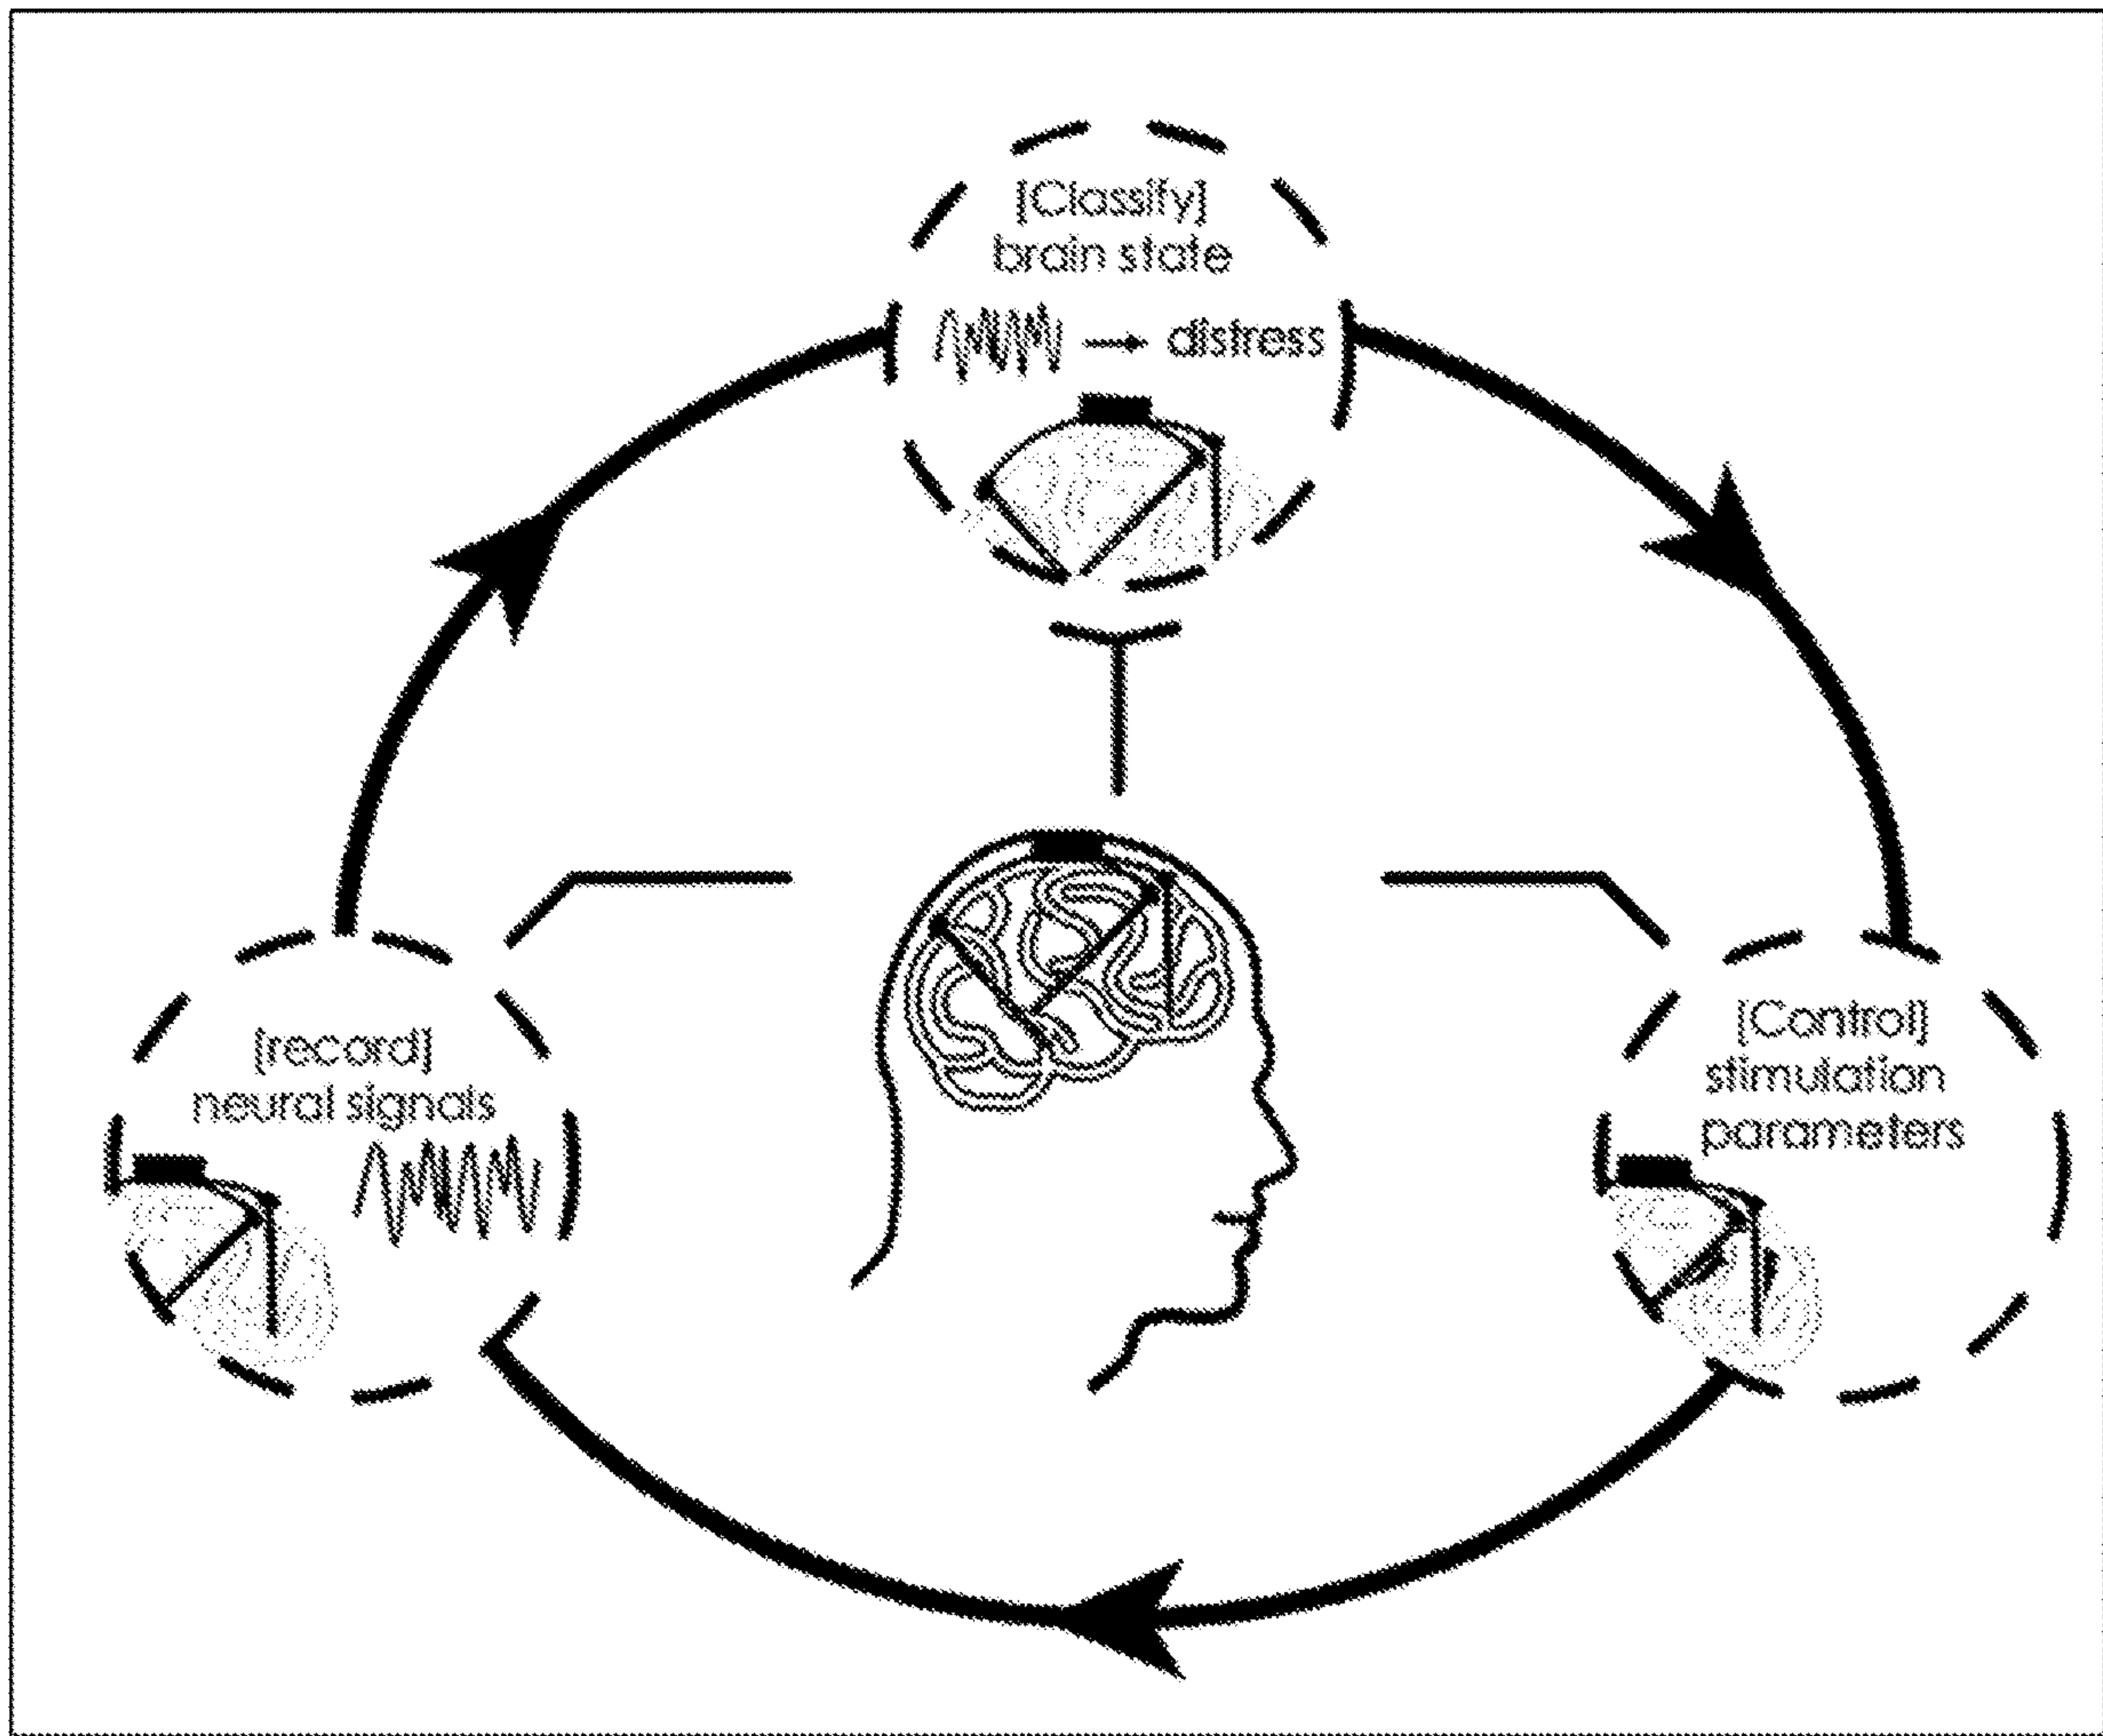 [Classify]
brain state
distress
[record]
neural signals
[Control]
stimulation
parameters